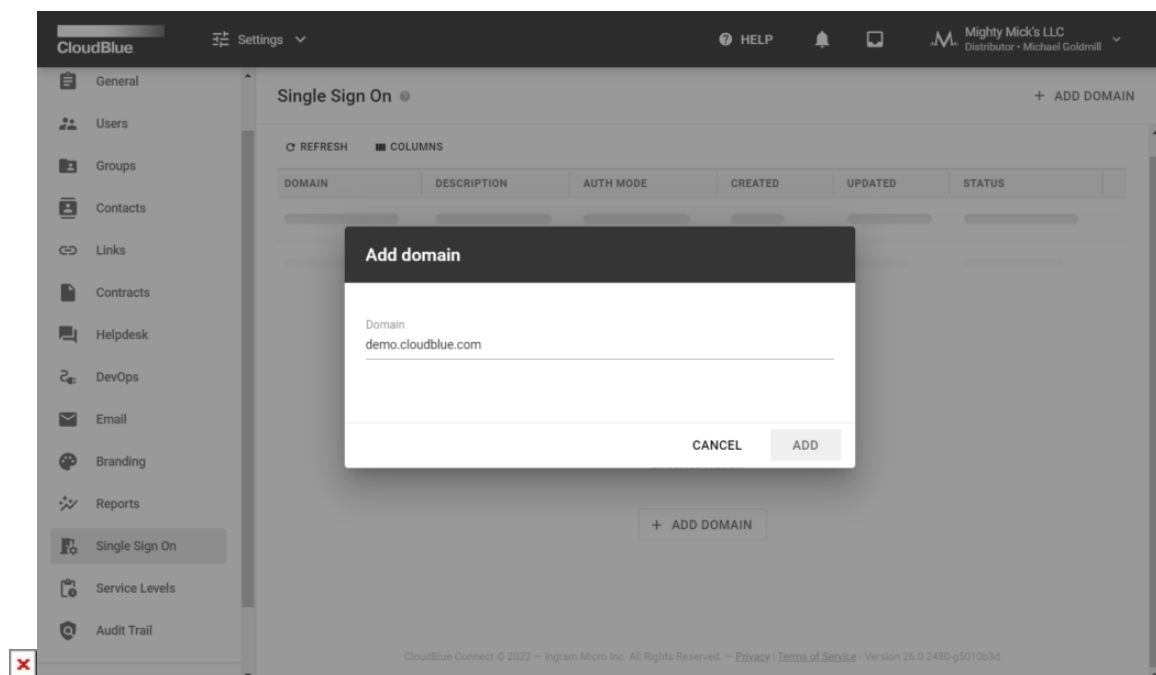 CloudBlue
Settings
HELP
Mighty Mick's LLC
Distributor • Michael Goldmill
General
Users
Groups
Contacts
Links
Contracts
Helpdesk
DevOps
Email
Branding
Reports
Single Sign On
Service Levels
Audit Trail
Single Sign On
+ ADD DOMAIN
REFRESH COLUMNS
DOMAIN DESCRIPTION AUTH MODE CREATED UPDATED STATUS
Add domain
Domain
demo.cloudblue.com
CANCEL ADD
+ ADD DOMAIN
CloudBlue Connect © 2022 — Ingram Micro Inc. All Rights Reserved. — Privacy | Terms of Service - Version 26.0.2480-g5010b3d